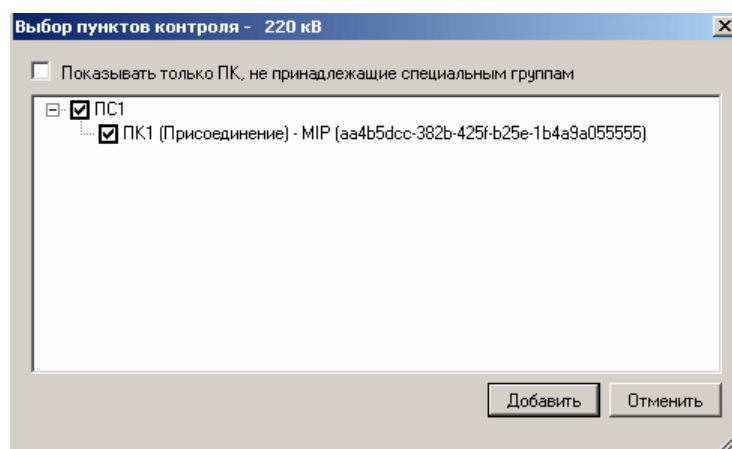 Выбор пунктов контроля - 220 кВ
Показывать только ПК, не принадлежащие специальным группам
ПС1
ПК1 (Присоединение) - MIP (aa4b5dcc-382b-425f-b25e-1b4a9a055555)
Добавить Отменить